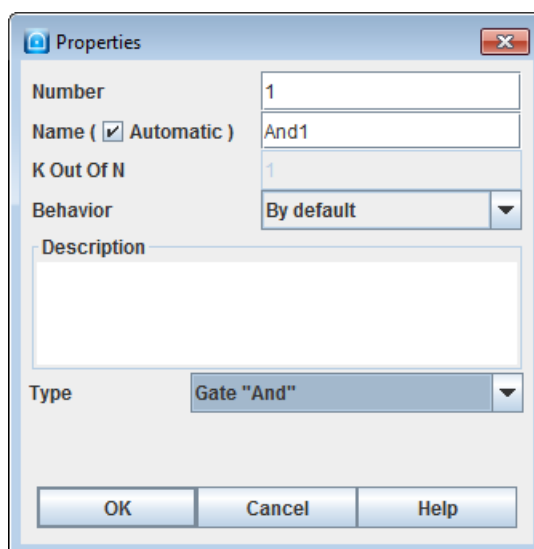 Properties
Number 1
Name ( Automatic ) And1
K Out Of N 1
Behavior By default
Description
Type Gate "And"
OK Cancel Help